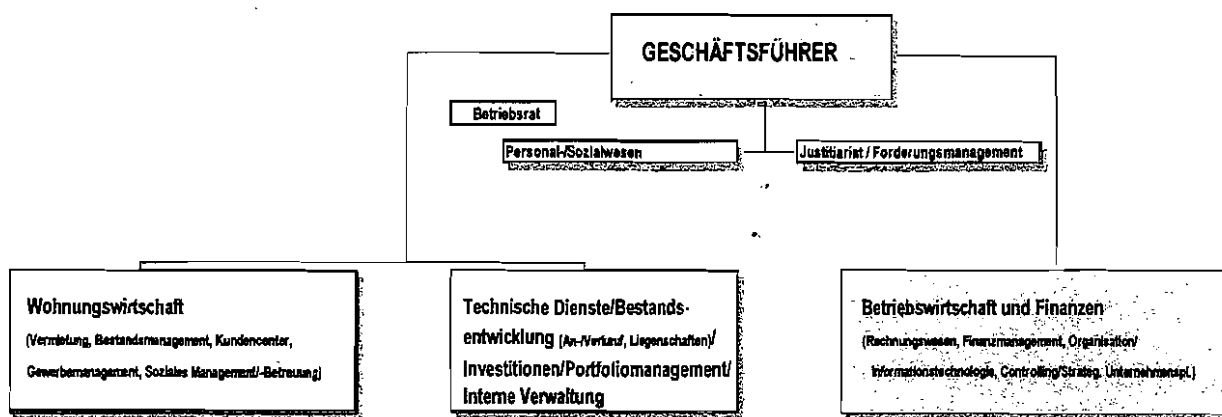 GESCHÄFTSFÜHRER
Betriebsrat
Personal-/Sozialwesen
Justitiariat / Forderungsmanagement
Wohnungswirtschaft
(Vermietung, Bestandsmanagement, Kundencenter,
Gewerbemanagement, Soziales Management/-Betreuung)
Technische Dienste/Bestands-
entwicklung (An-/Verkauf, Liegenschaften)/
Investitionen/Portfoliomanagement/
Interne Verwaltung
Betriebswirtschaft und Finanzen
(Rechnungswesen, Finanzmanagement, Organisation/
Informationstechnologie, Controlling/Strateg. Unternehmenspl.)